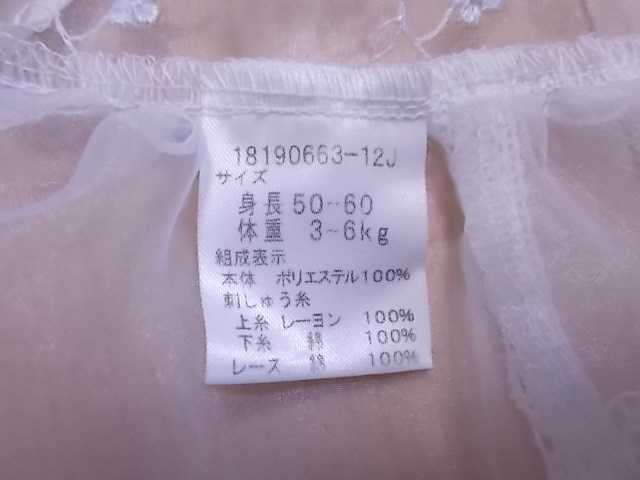 18190663-12J
サイズ
身長 50~60
体重 3~6kg
組成表示
本体 ポリエステル100%
刺しゅう糸
上糸 レーヨン 100%
下糸 綿 100%
レース 綿 100%